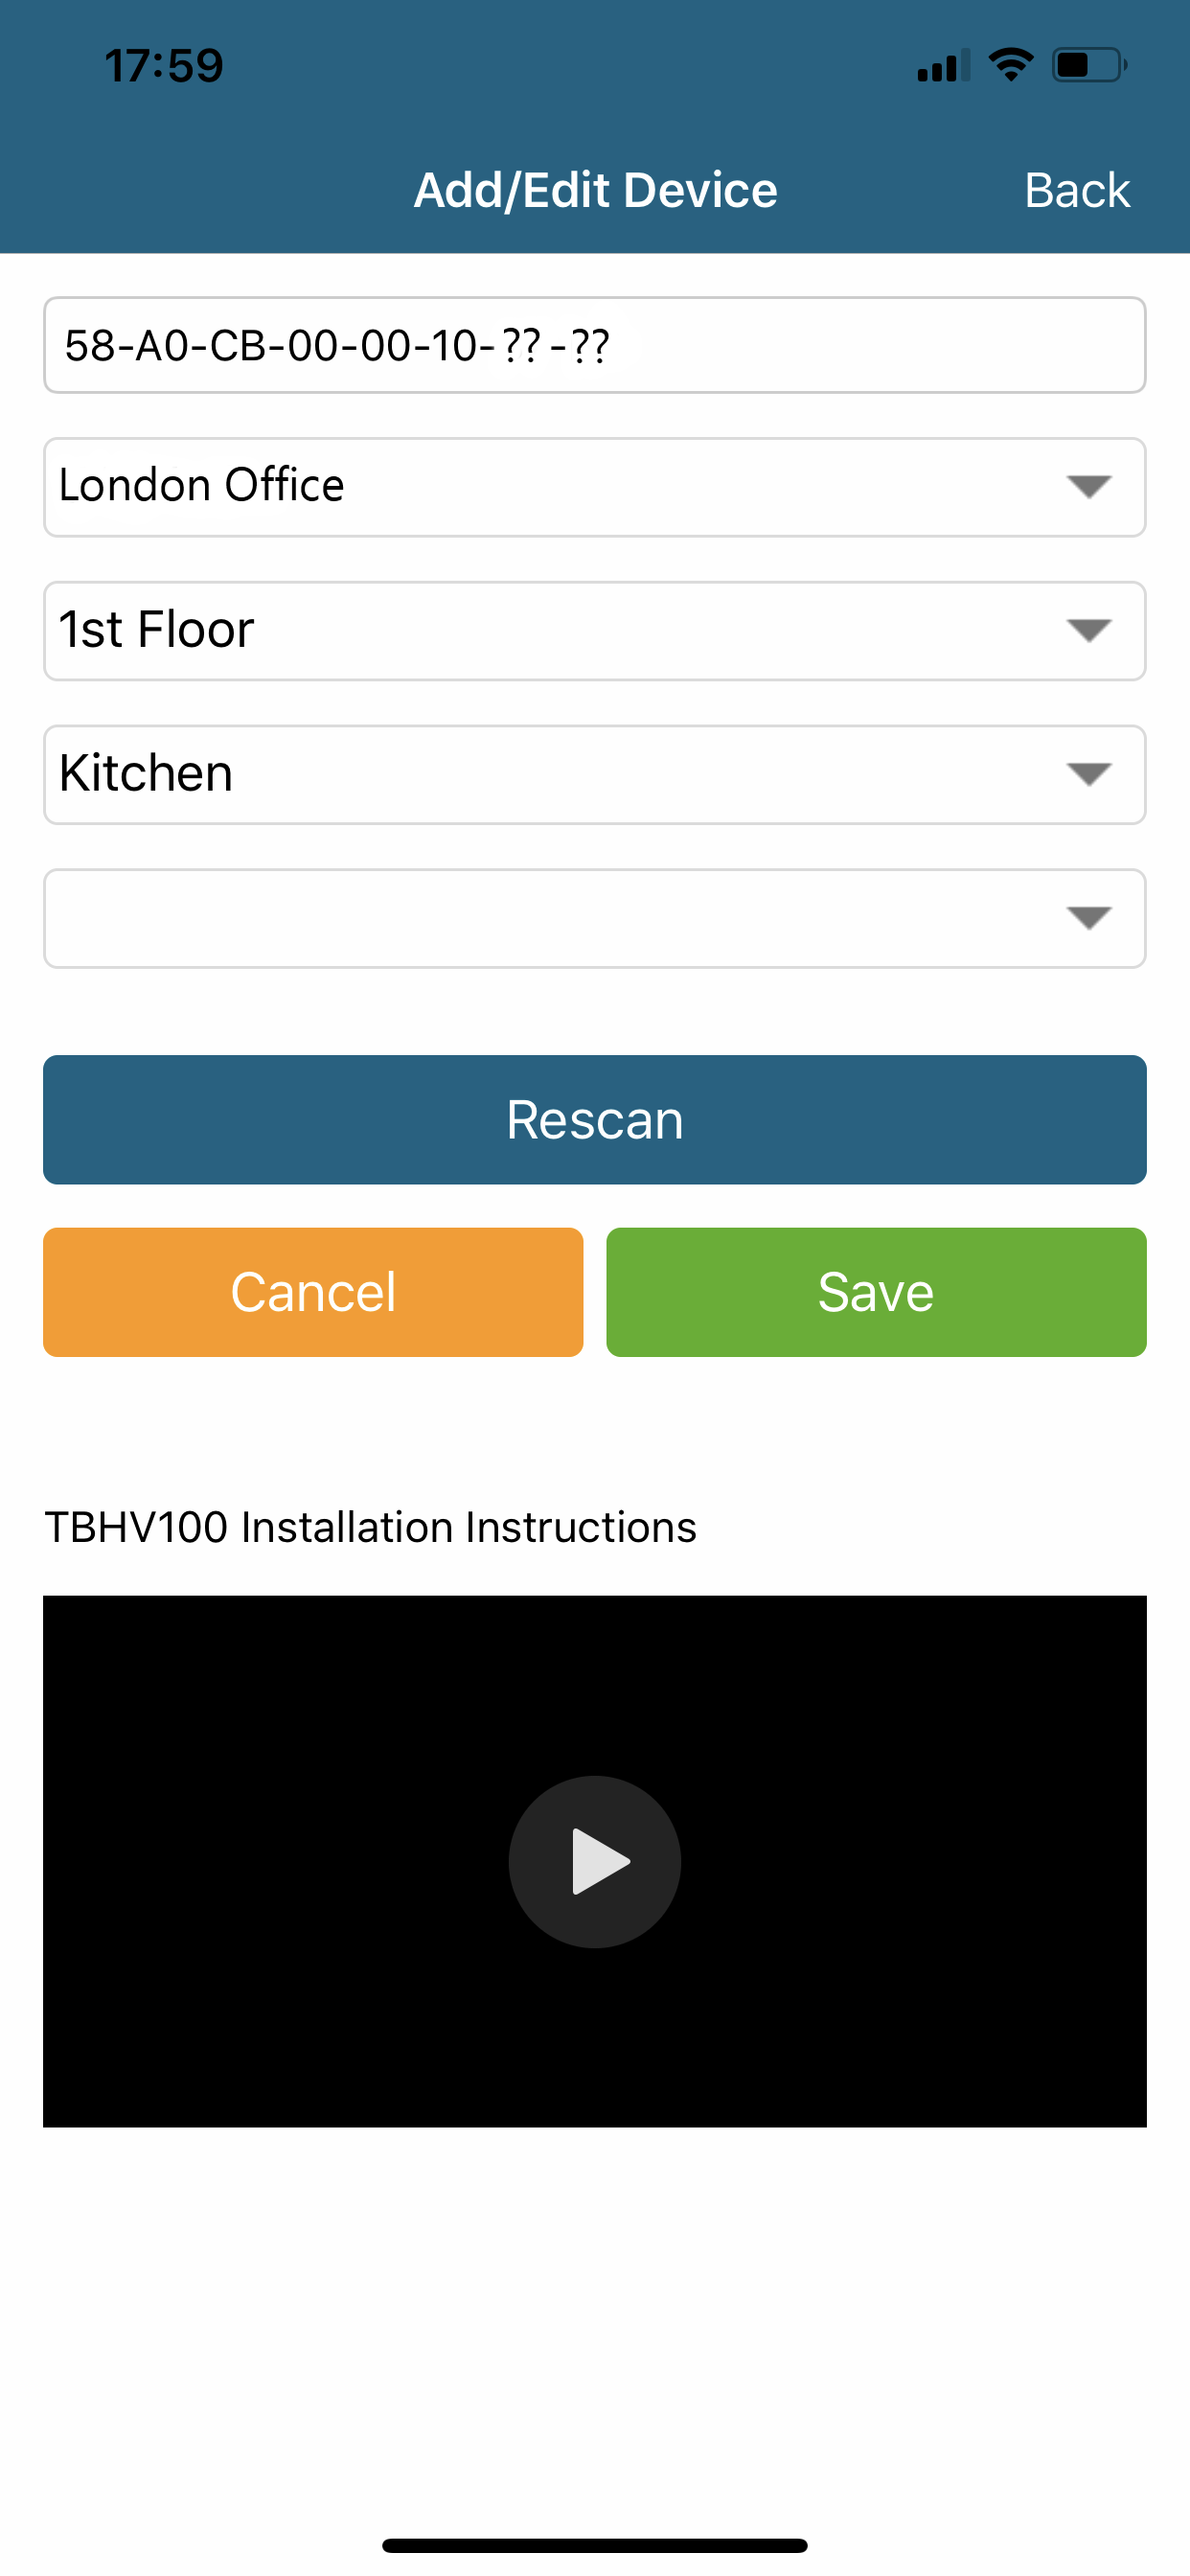 17:59
Add/Edit Device
Back
58-A0-CB-00-00-10-??-??
London Office
1st Floor
Kitchen
Rescan
Cancel
Save
TBHV100 Installation Instructions